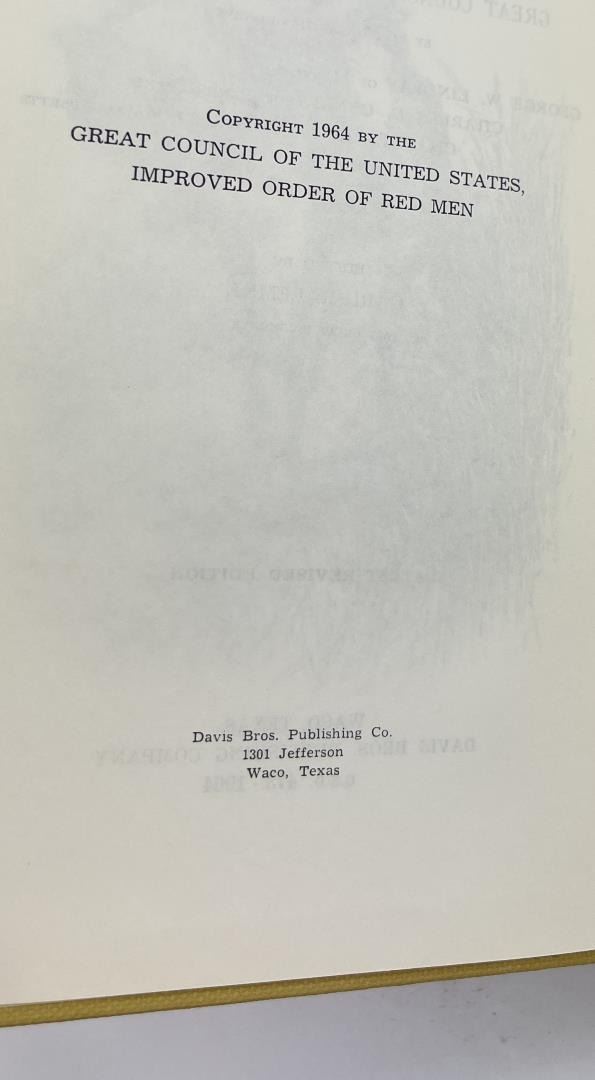 COPYRIGHT 1964 BY THE
GREAT COUNCIL OF THE UNITED STATES,
IMPROVED ORDER OF RED MEN
Davis Bros. Publishing Co.
1301 Jefferson
Waco, Texas